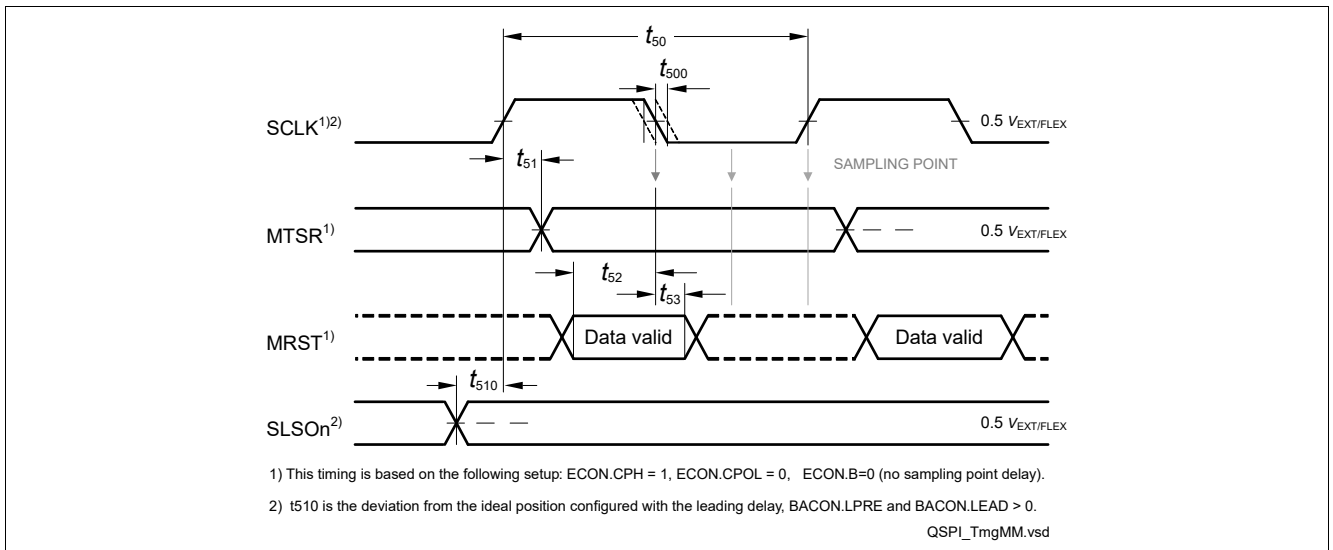 t50
t500
SCLK1)2)
0.5 VEXT/FLEX
t51
SAMPLING POINT
MTSR1)
0.5 VEXT/FLEX
t52
t53
MRST1)
Data valid
Data valid
t510
SLSOn2)
0.5 VEXT/FLEX
1) This timing is based on the following setup: ECON.CPH = 1, ECON.CPOL = 0, ECON.B=0 (no sampling point delay).
2) t510 is the deviation from the ideal position configured with the leading delay, BACON.LPRE and BACON.LEAD > 0.
QSPI_TmgMM.vsd